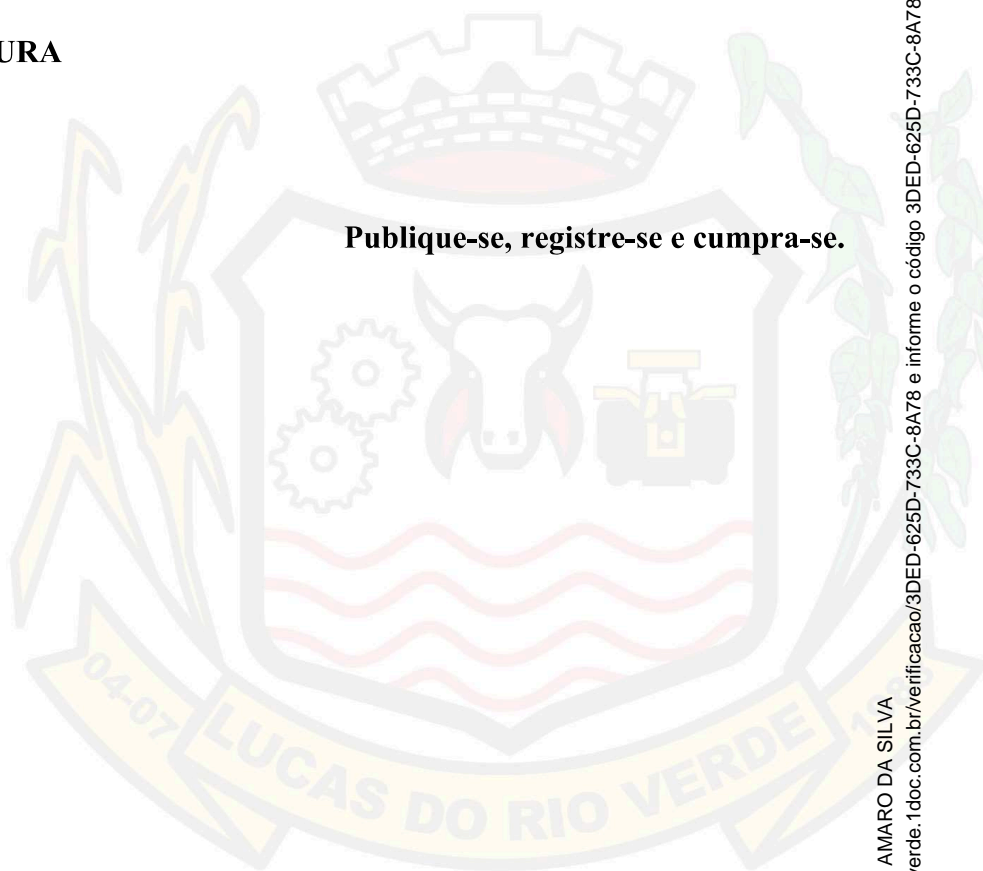 URA
Publique-se, registre-se e cumpra-se.
04-07
LUCAS DO RIO VERDE
AMARO DA SILVA
verde.1doc.com.br/verificacao/3DED-625D-733C-8A78 e informe o código 3DED-625D-733C-8A78